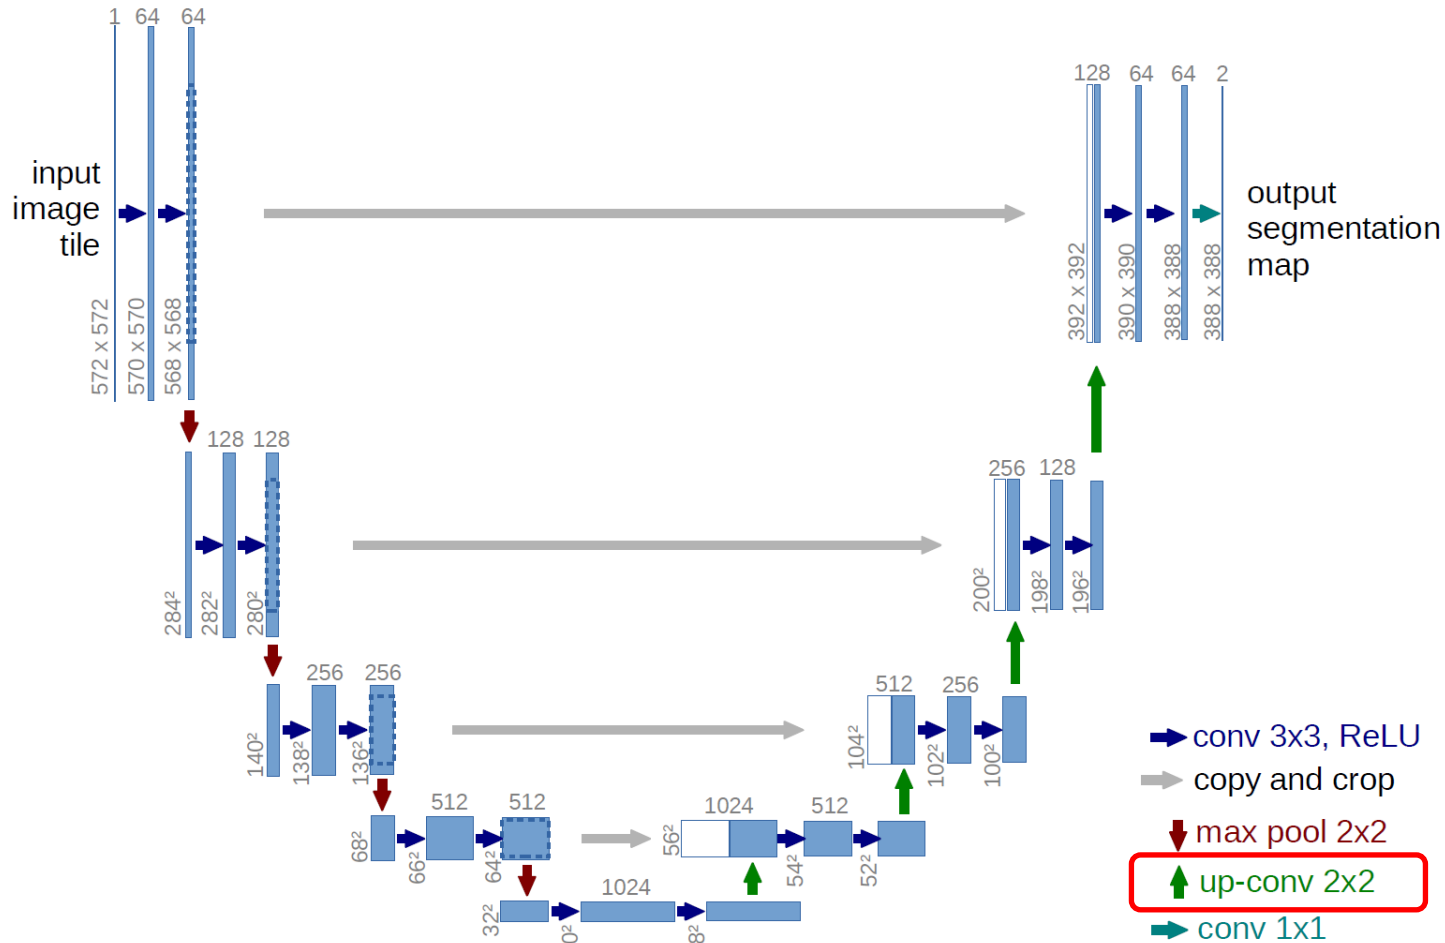 1 64 64
input
image
tile
572 x 572
570 x 570
568 x 568
128 64 64 2
392 x 392
390 x 390
388 x 388
388 x 388
output
segmentation
map
128 128
284²
282²
280²
256 128
200²
198²
196²
256 256
140²
138²
136²
512 256
104²
102²
100²
512 512
68²
66²
64²
1024 512
56²
54²
52²
1024
32²
0²
8²
conv 3x3, ReLU
copy and crop
max pool 2x2
up-conv 2x2
conv 1x1